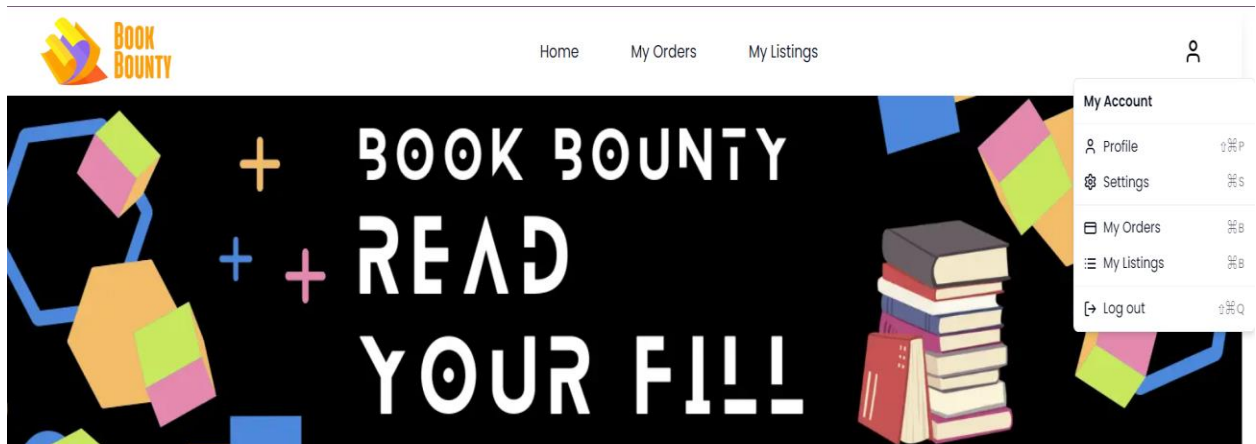 BOOK
BOUNTY
Home My Orders My Listings
My Account
Profile ⇧⌘P
Settings ⌘S
My Orders ⌘B
My Listings ⌘B
Log out ⇧⌘Q
BOOK BOUNTY
READ
YOUR FILL